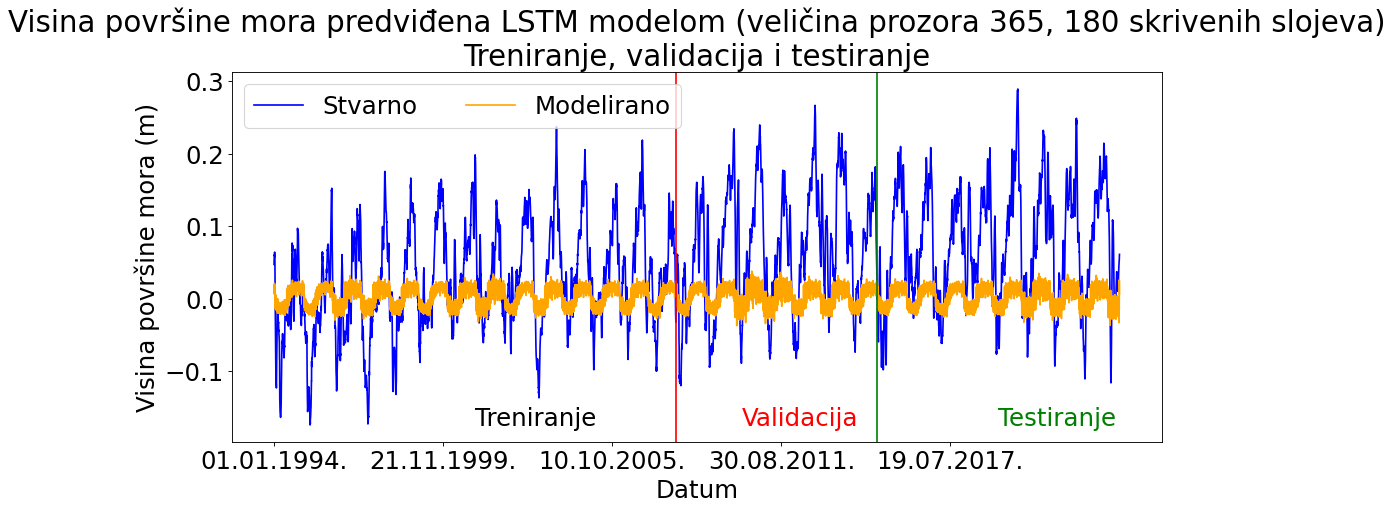 Visina površine mora predviđena LSTM modelom (veličina prozora 365, 180 skrivenih slojeva)
Treniranje, validacija i testiranje
Stvarno
Modelirano
Visina površine mora (m)
0.3
0.2
0.1
0.0
−0.1
Treniranje
Validacija
Testiranje
01.01.1994.
21.11.1999.
10.10.2005.
30.08.2011.
19.07.2017.
Datum